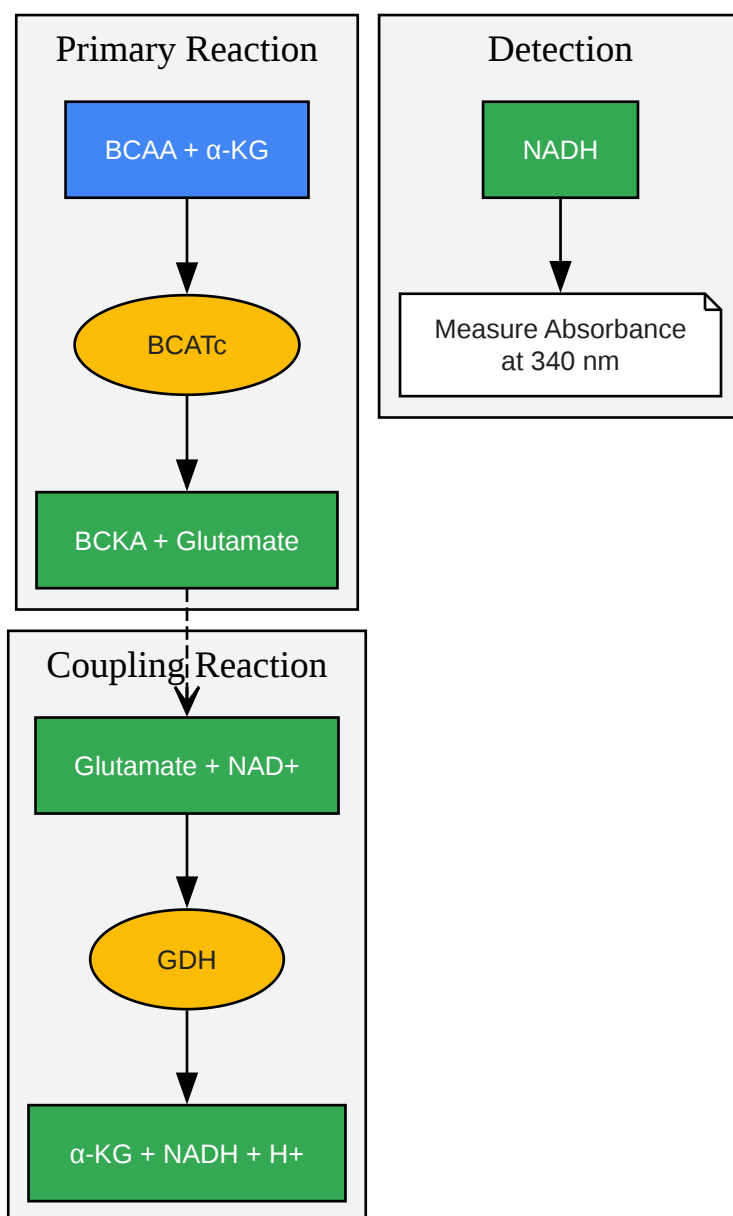 Primary Reaction
BCAA + α-KG
BCATc
BCKA + Glutamate
Coupling Reaction
Glutamate + NAD+
GDH
α-KG + NADH + H+
Detection
NADH
Measure Absorbance
at 340 nm